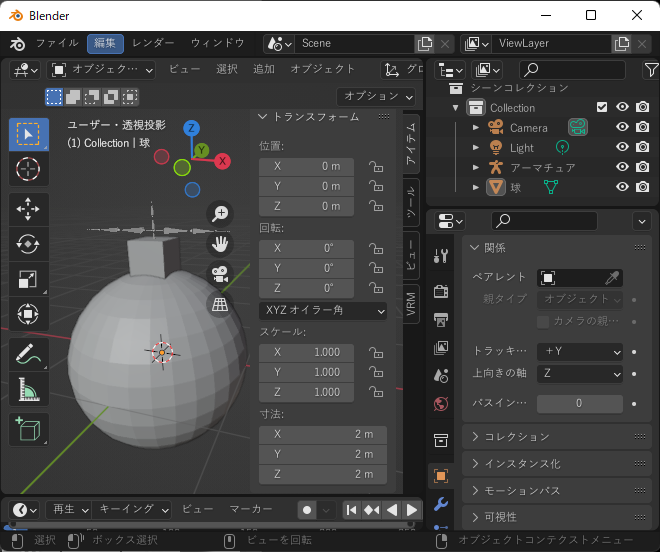 Blender
ファイル 編集 レンダー ウィンドウ Scene ViewLayer
オブジェク… ビュー 選択 追加 オブジェクト グロ
オプション
ユーザー・透視投影
(1) Collection | 球
Z
Y
X
トランスフォーム
位置:
X 0 m
Y 0 m
Z 0 m
回転:
X 0°
Y 0°
Z 0°
XYZ オイラー角
スケール:
X 1.000
Y 1.000
Z 1.000
寸法:
X 2 m
Y 2 m
Z 2 m
アイテム
ツール
ビュー
VRM
シーンコレクション
Collection
Camera
Light
アーマチュア
球
関係
ペアレント
親タイプ オブジェクト
カメラの親…
トラッキ… +Y
上向きの軸 Z
パスイン… 0
コレクション
インスタンス化
モーションパス
可視性
再生 キーイング ビュー マーカー
選択 ボックス選択 ビューを回転 オブジェクトコンテクストメニュー